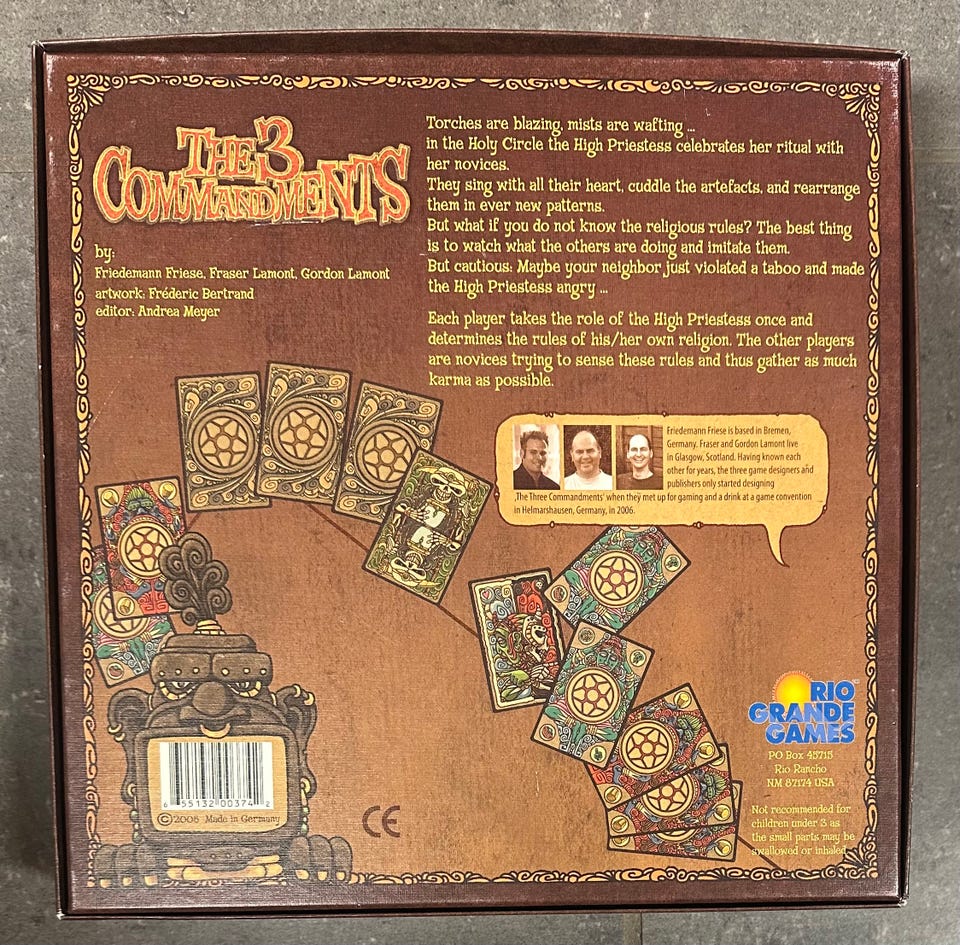 THE 3
COMMANDMENTS
by:
Friedemann Friese, Fraser Lamont, Gordon Lamont
artwork: Fréderic Bertrand
editor: Andrea Meyer
Torches are blazing, mists are wafting ...
in the Holy Circle the High Priestess celebrates her ritual with
her novices.
They sing with all their heart, cuddle the artefacts, and rearrange
them in ever new patterns.
But what if you do not know the religious rules? The best thing
is to watch what the others are doing and imitate them.
But cautious: Maybe your neighbor just violated a taboo and made
the High Priestess angry ...
Each player takes the role of the High Priestess once and
determines the rules of his/her own religion. The other players
are novices trying to sense these rules and thus gather as much
karma as possible.
Friedemann Friese is based in Bremen,
Germany. Fraser and Gordon Lamont live
in Glasgow, Scotland. Having known each
other for years, the three game designers and
publishers only started designing
‚The Three Commandments' when they met up for gaming and a drink at a game convention
in Helmarshausen, Germany, in 2006.
RIO
GRANDE
GAMES
PO Box 45715
Rio Rancho
NM 87174 USA
Not recommended for
children under 3 as
the small parts may be
swallowed or inhaled.
6 55132 00374 2
©2008 Made in Germany
CE